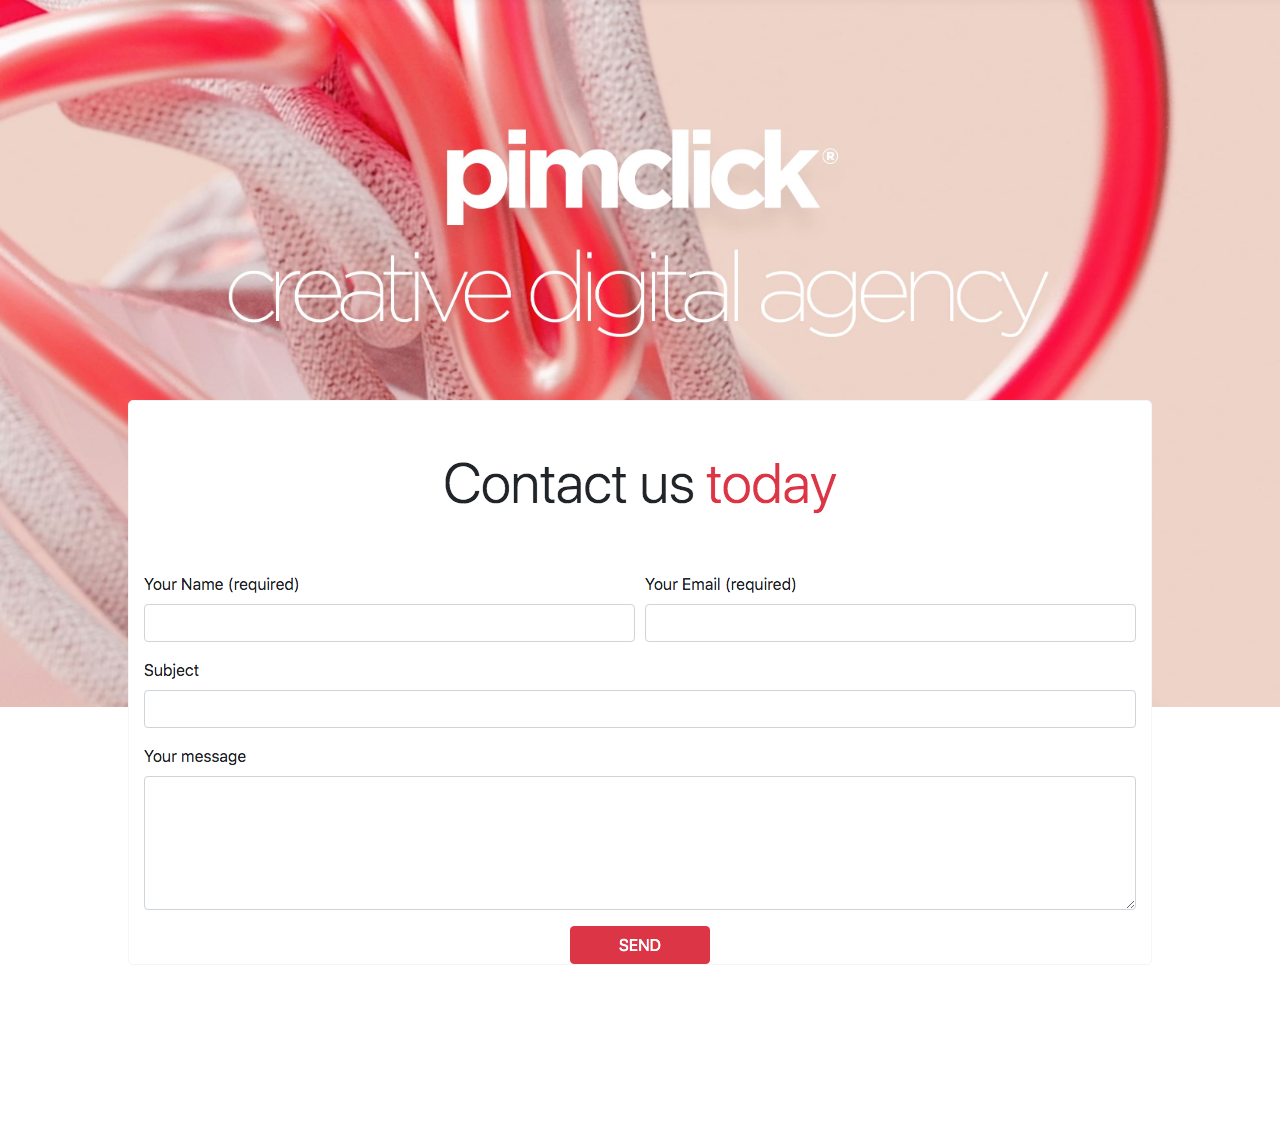 pimclick®
creative digital agency
Contact us today
Your Name (required)
Your Email (required)
Subject
Your message
SEND